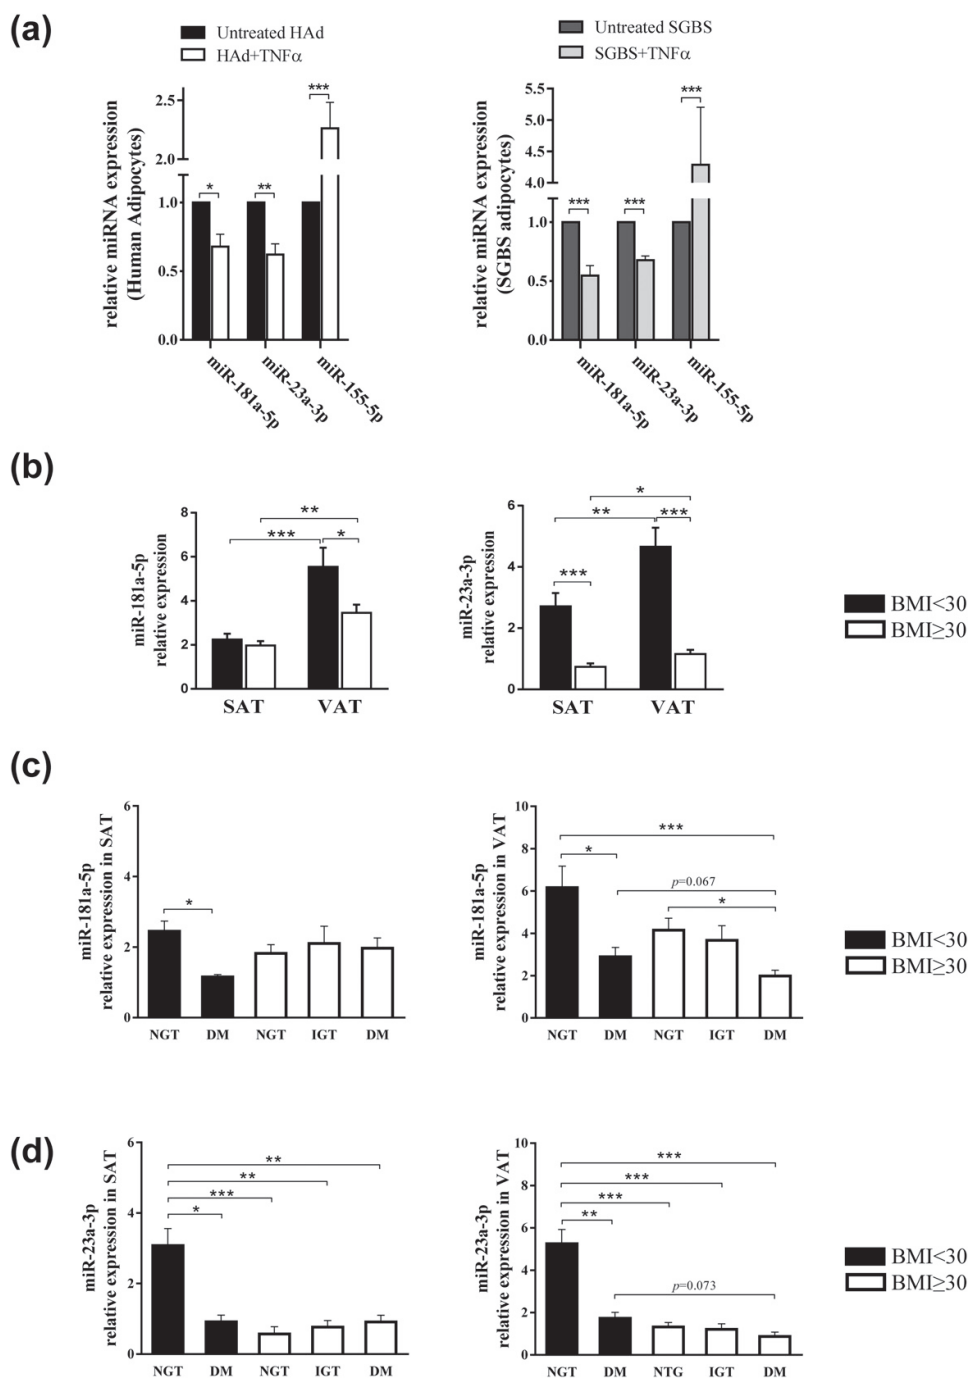 (a)
Untreated HAd
HAd+TNFα
relative miRNA expression
(Human Adipocytes)
2.5
2.0
1.0
0.5
0.0
***
*
**
miR-181a-5p
miR-23a-3p
miR-155-5p
Untreated SGBS
SGBS+TNFα
relative miRNA expression
(SGBS adipocytes)
5.5
5.0
4.5
4.0
1.0
0.5
0.0
***
***
***
miR-181a-5p
miR-23a-3p
miR-155-5p
(b)
miR-181a-5p
relative expression
8
6
4
2
0
**
***
*
SAT
VAT
miR-23a-3p
relative expression
6
4
2
0
*
**
***
***
SAT
VAT
BMI<30
BMI≥30
(c)
miR-181a-5p
relative expression in SAT
6
4
2
0
*
NGT
DM
NGT
IGT
DM
miR-181a-5p
relative expression in VAT
10
8
6
4
2
0
***
*
p=0.067
*
NGT
DM
NGT
IGT
DM
BMI<30
BMI≥30
(d)
miR-23a-3p
relative expression in SAT
6
4
2
0
**
**
***
*
NGT
DM
NGT
IGT
DM
miR-23a-3p
relative expression in VAT
10
8
6
4
2
0
***
***
***
**
p=0.073
NGT
DM
NTG
IGT
DM
BMI<30
BMI≥30